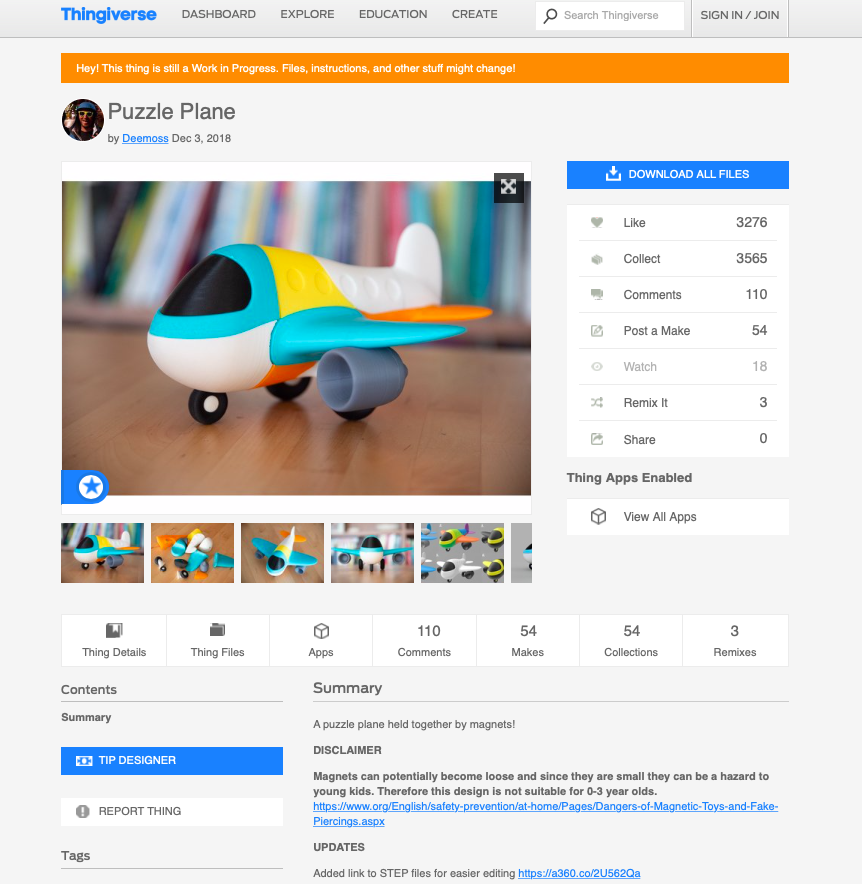 Thingiverse DASHBOARD EXPLORE EDUCATION CREATE Search Thingiverse SIGN IN / JOIN
Hey! This thing is still a Work in Progress. Files, instructions, and other stuff might change!
Puzzle Plane
by Deemoss Dec 3, 2018
DOWNLOAD ALL FILES
Like 3276
Collect 3565
Comments 110
Post a Make 54
Watch 18
Remix It 3
Share 0
Thing Apps Enabled
View All Apps
Thing Details
Thing Files
Apps
110 Comments
54 Makes
54 Collections
3 Remixes
Contents
Summary
TIP DESIGNER
REPORT THING
Tags
Summary
A puzzle plane held together by magnets!
DISCLAIMER
Magnets can potentially become loose and since they are small they can be a hazard to
young kids. Therefore this design is not suitable for 0-3 year olds.
https://www.org/English/safety-prevention/at-home/Pages/Dangers-of-Magnetic-Toys-and-Fake-
Piercings.aspx
UPDATES
Added link to STEP files for easier editing https://a360.co/2U562Qa